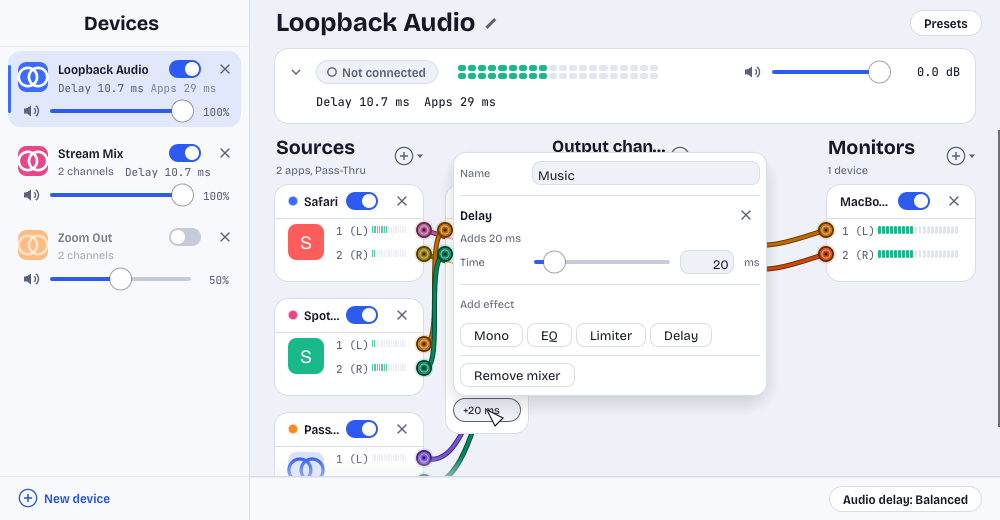 Devices
Loopback Audio
Delay 10.7 ms Apps 29 ms
100%
Stream Mix
2 channels Delay 10.7 ms
100%
Zoom Out
2 channels
50%
New device
Loopback Audio
Presets
Not connected
0.0 dB
Delay 10.7 ms Apps 29 ms
Sources
2 apps, Pass-Thru
Safari
S
1 (L)
2 (R)
Spot...
S
1 (L)
2 (R)
Pass...
1 (L)
Output chan...
Name
Music
Delay
Adds 20 ms
Time
20
ms
Add effect
Mono
EQ
Limiter
Delay
Remove mixer
+20 ms
Monitors
1 device
MacBo...
1 (L)
2 (R)
Audio delay: Balanced